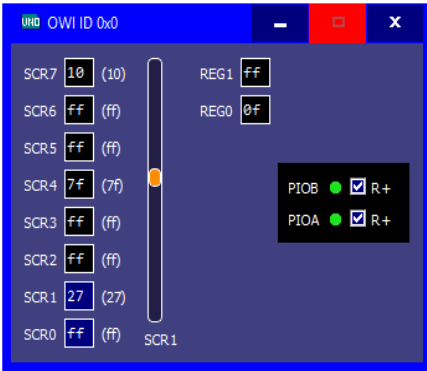 UND OWI ID 0x0
SCR7 10 (10) REG1 ff
SCR6 ff (ff) REG0 0f
SCR5 ff (ff)
SCR4 7f (7f) PIOB R+
SCR3 ff (ff) PIOA R+
SCR2 ff (ff)
SCR1 27 (27)
SCR0 ff (ff) SCR1